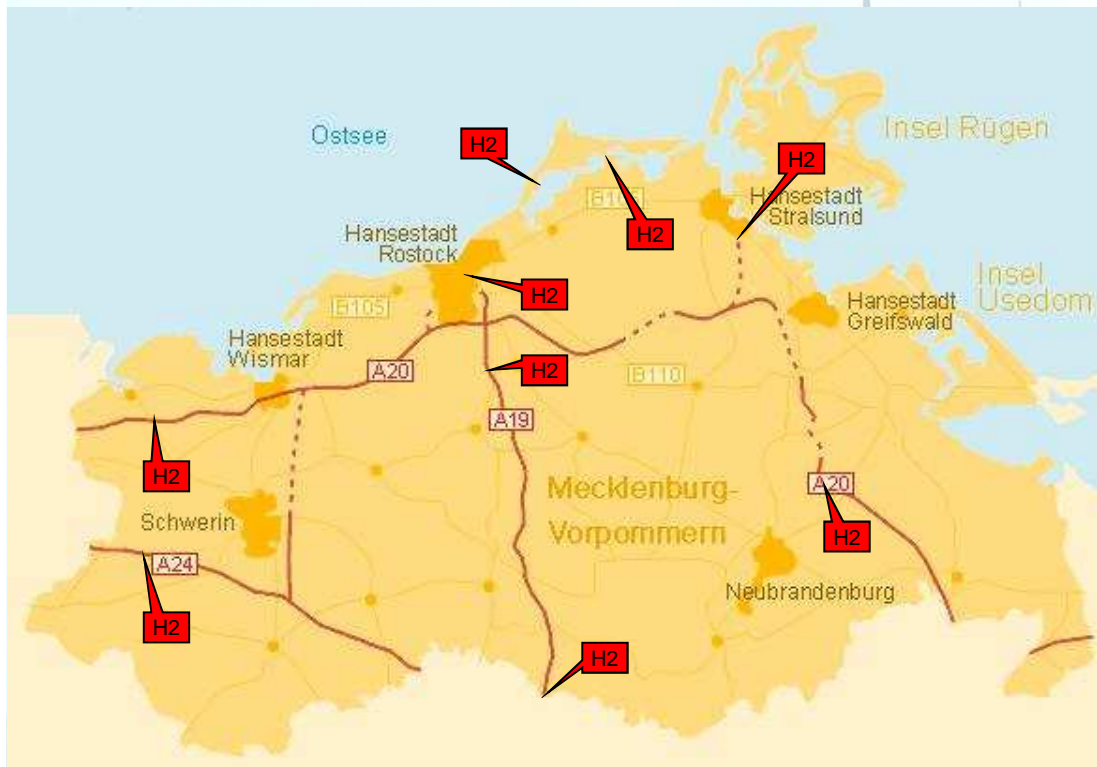 Ostsee
H2
H2
Insel Rügen
B105
Hansestadt
Stralsund
H2
Hansestadt
Rostock
Insel
Usedom
H2
B105
Hansestadt
Greifswald
Hansestadt
Wismar
A20
H2
B110
A19
H2
Mecklenburg-
Vorpommern
A20
Schwerin
H2
A24
Neubrandenburg
H2
H2